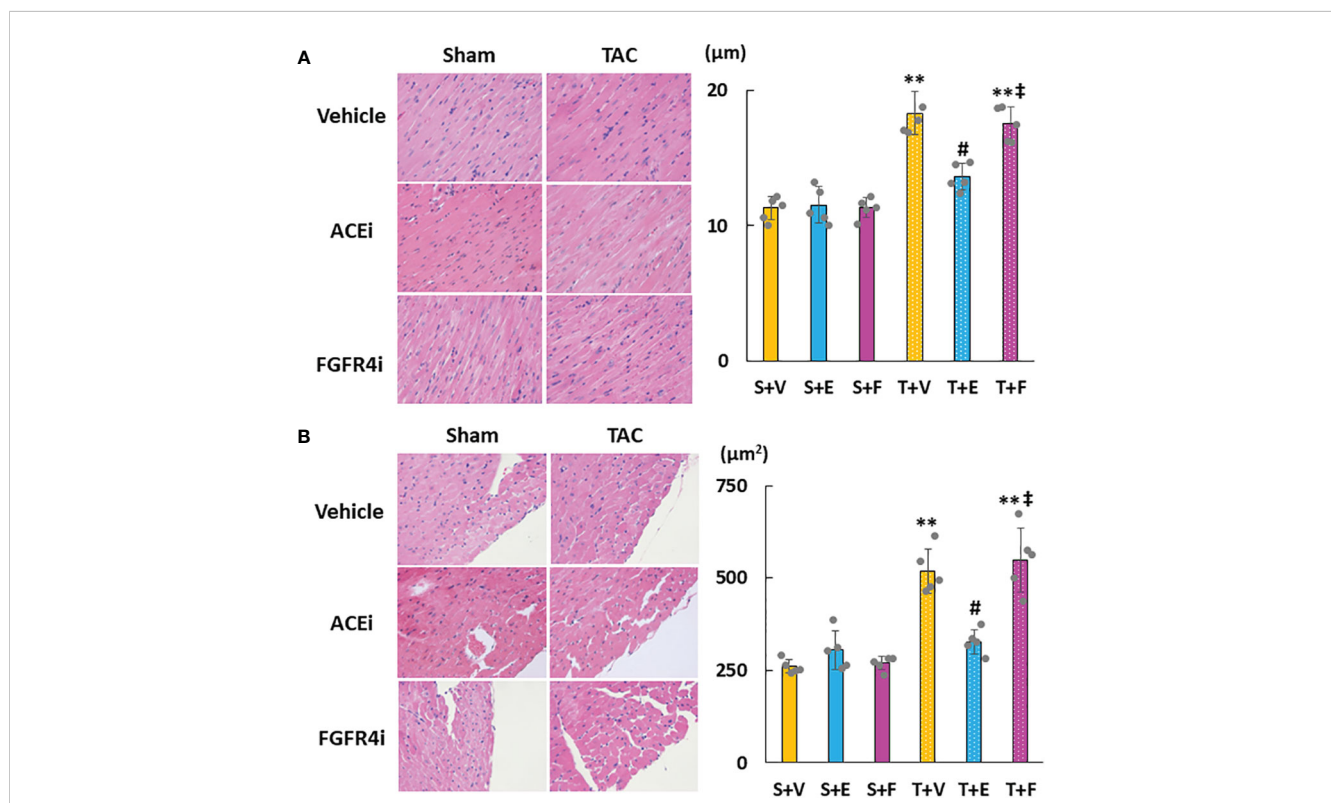 A
Sham TAC
Vehicle
ACEi
FGFR4i
(µm)
20
10
0
** # **‡
S+V S+E S+F T+V T+E T+F
B
Sham TAC
Vehicle
ACEi
FGFR4i
(µm²)
750
500
250
0
** # **‡
S+V S+E S+F T+V T+E T+F